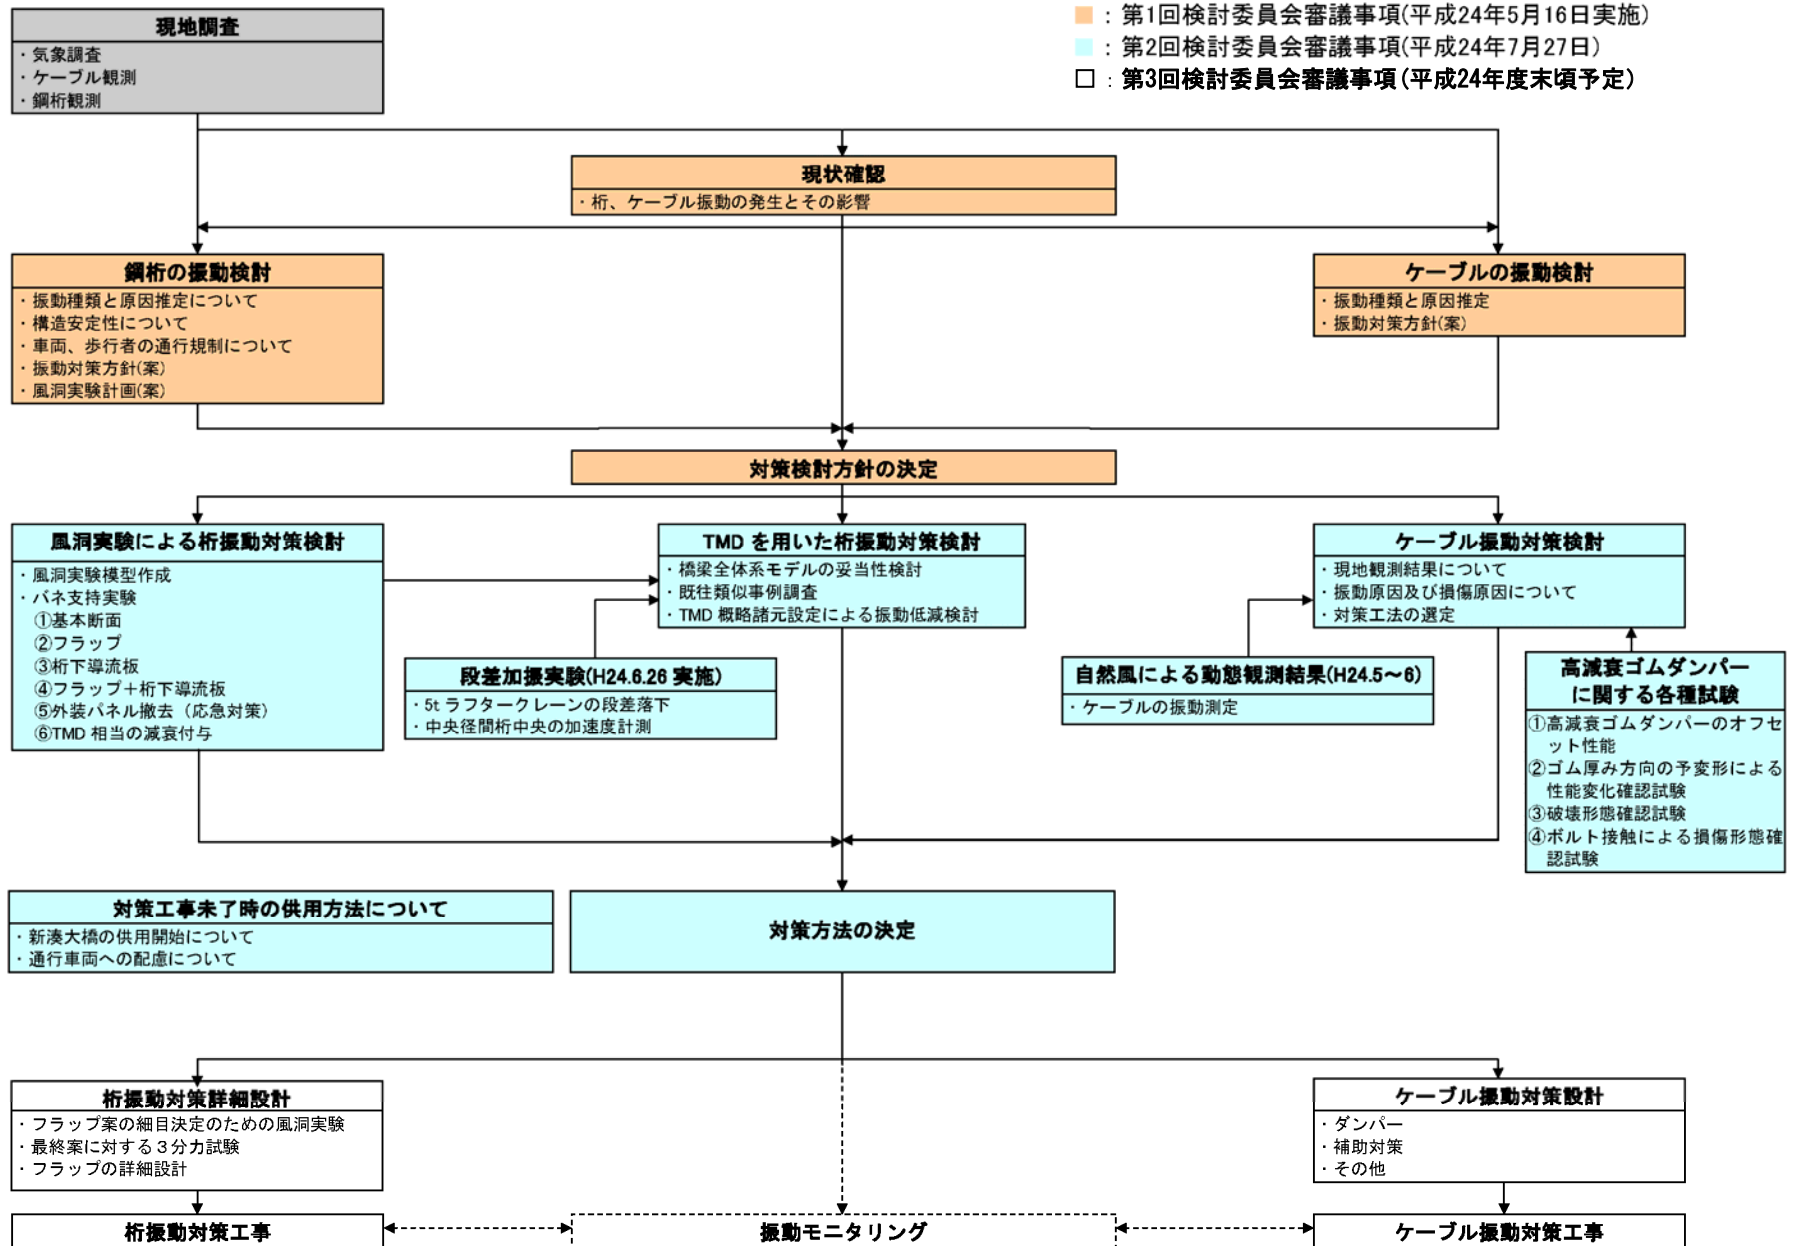 ：第1回検討委員会審議事項(平成24年5月16日実施)
：第2回検討委員会審議事項(平成24年7月27日)
：第3回検討委員会審議事項(平成24年度末頃予定)
現地調査
・気象調査
・ケーブル観測
・鋼桁観測
現状確認
・桁、ケーブル振動の発生とその影響
鋼桁の振動検討
・振動種類と原因推定について
・構造安定性について
・車両、歩行者の通行規制について
・振動対策方針(案)
・風洞実験計画(案)
ケーブルの振動検討
・振動種類と原因推定
・振動対策方針(案)
対策検討方針の決定
風洞実験による桁振動対策検討
・風洞実験模型作成
・バネ支持実験
①基本断面
②フラップ
③桁下導流板
④フラップ＋桁下導流板
⑤外装パネル撤去（応急対策）
⑥TMD 相当の減衰付与
TMD を用いた桁振動対策検討
・橋梁全体系モデルの妥当性検討
・既往類似事例調査
・TMD 概略諸元設定による振動低減検討
ケーブル振動対策検討
・現地観測結果について
・振動原因及び損傷原因について
・対策工法の選定
段差加振実験(H24.6.26 実施)
・5t ラフタークレーンの段差落下
・中央径間桁中央の加速度計測
自然風による動態観測結果(H24.5～6)
・ケーブルの振動測定
高減衰ゴムダンパー
に関する各種試験
①高減衰ゴムダンパーのオフセ
ット性能
②ゴム厚み方向の予変形による
性能変化確認試験
③破壊形態確認試験
④ボルト接触による損傷形態確
認試験
対策工事未了時の供用方法について
・新湊大橋の供用開始について
・通行車両への配慮について
対策方法の決定
桁振動対策詳細設計
・フラップ案の細目決定のための風洞実験
・最終案に対する３分力試験
・フラップの詳細設計
ケーブル振動対策設計
・ダンパー
・補助対策
・その他
桁振動対策工事
振動モニタリング
ケーブル振動対策工事